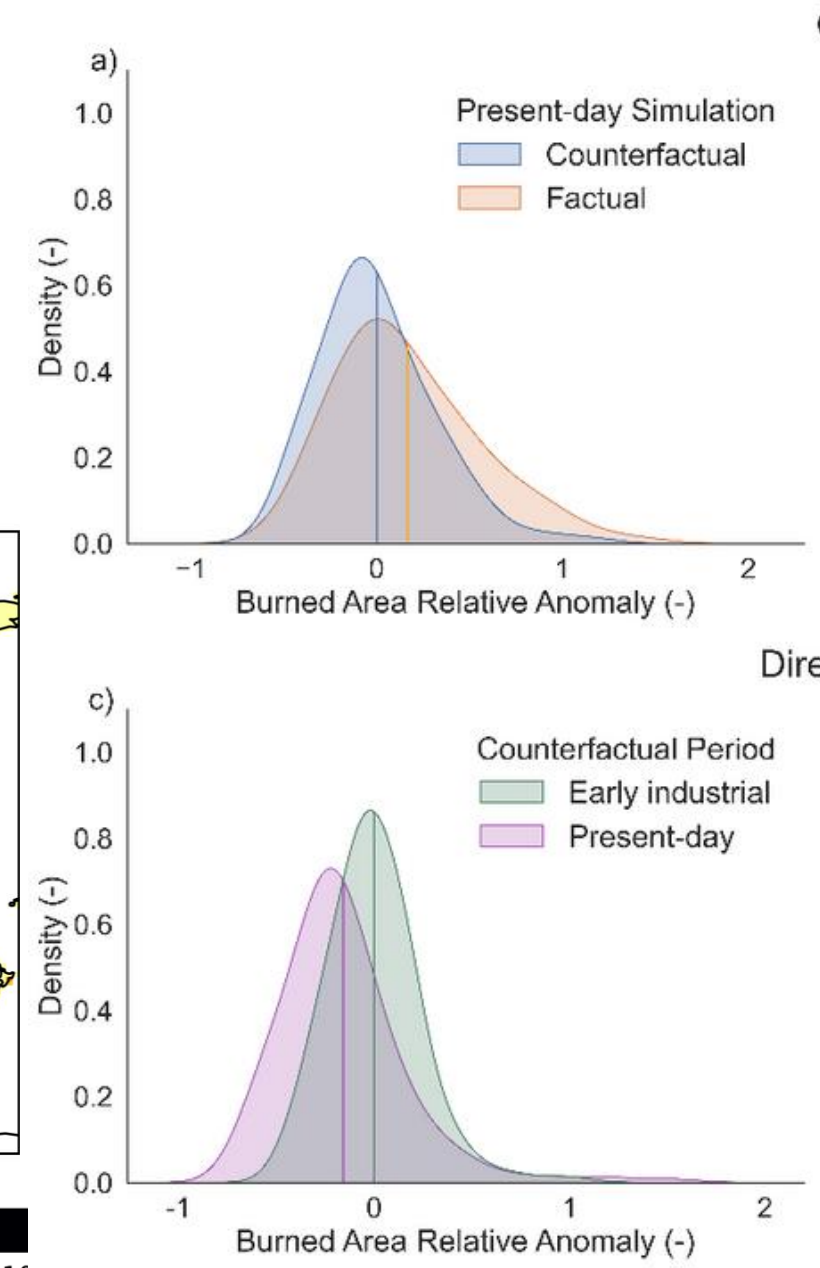 a)
Present-day Simulation
Counterfactual
Factual
1.0
0.8
0.6
0.4
0.2
0.0
Density (-)
−1 0 1 2
Burned Area Relative Anomaly (-)
c)
Counterfactual Period
Early industrial
Present-day
1.0
0.8
0.6
0.4
0.2
0.0
Density (-)
-1 0 1 2
Burned Area Relative Anomaly (-)